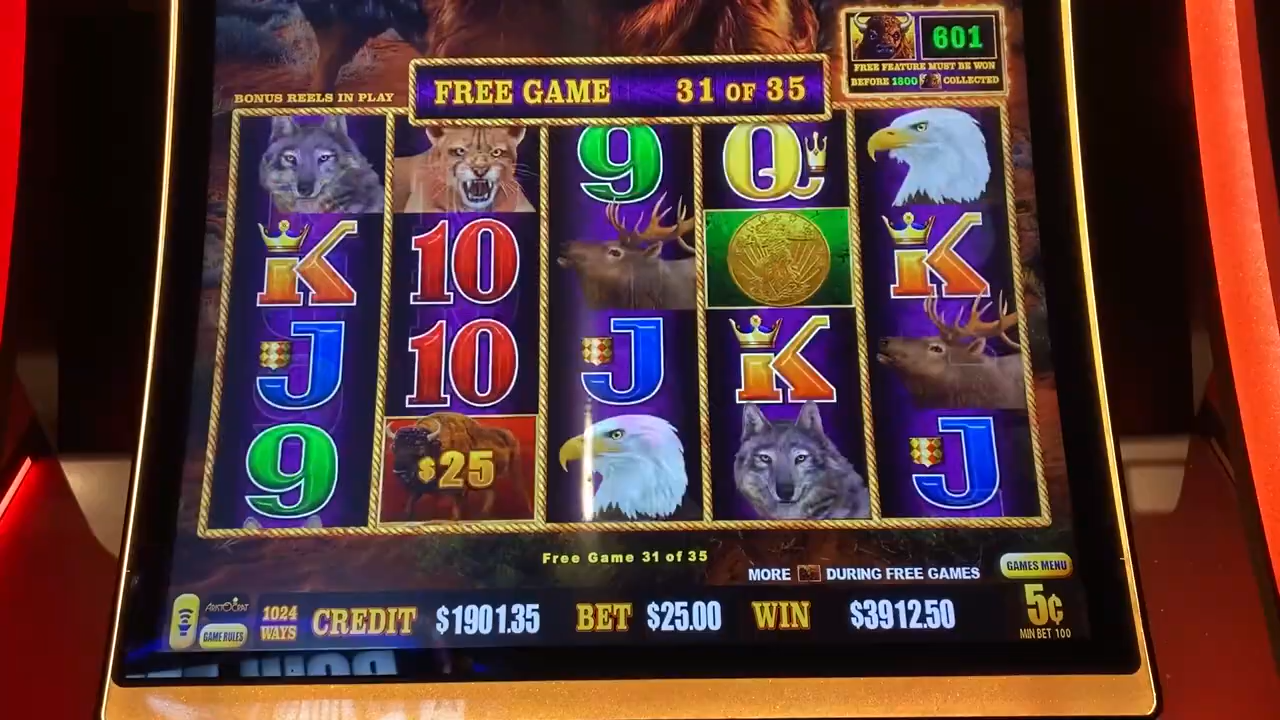 601
FREE FEATURE MUST BE WON
BEFORE 1800 COLLECTED
FREE GAME 31 OF 35
BONUS REELS IN PLAY
9 Q
K 10 K
J 10 J K
9 $25 J
Free Game 31 of 35
MORE DURING FREE GAMES
GAMES MENU
ARISTOCRAT
GAME RULES
1024
WAYS
CREDIT $1901.35 BET $25.00 WIN $3912.50
5¢
MIN BET 100